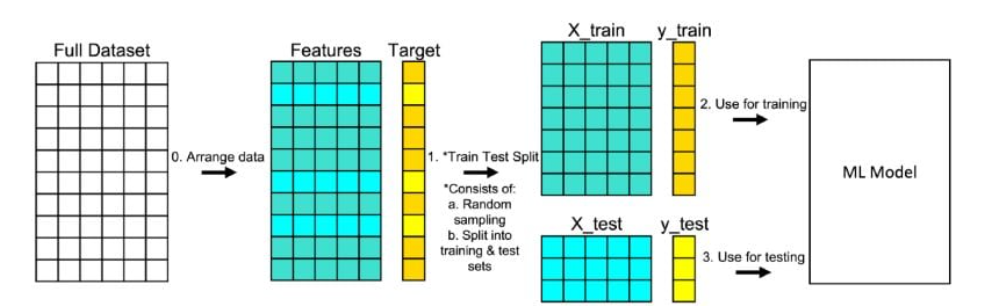 Full Dataset
0. Arrange data
Features
Target
1. *Train Test Split
*Consists of:
a. Random
sampling
b. Split into
training & test
sets
X_train
y_train
2. Use for training
X_test
y_test
3. Use for testing
ML Model